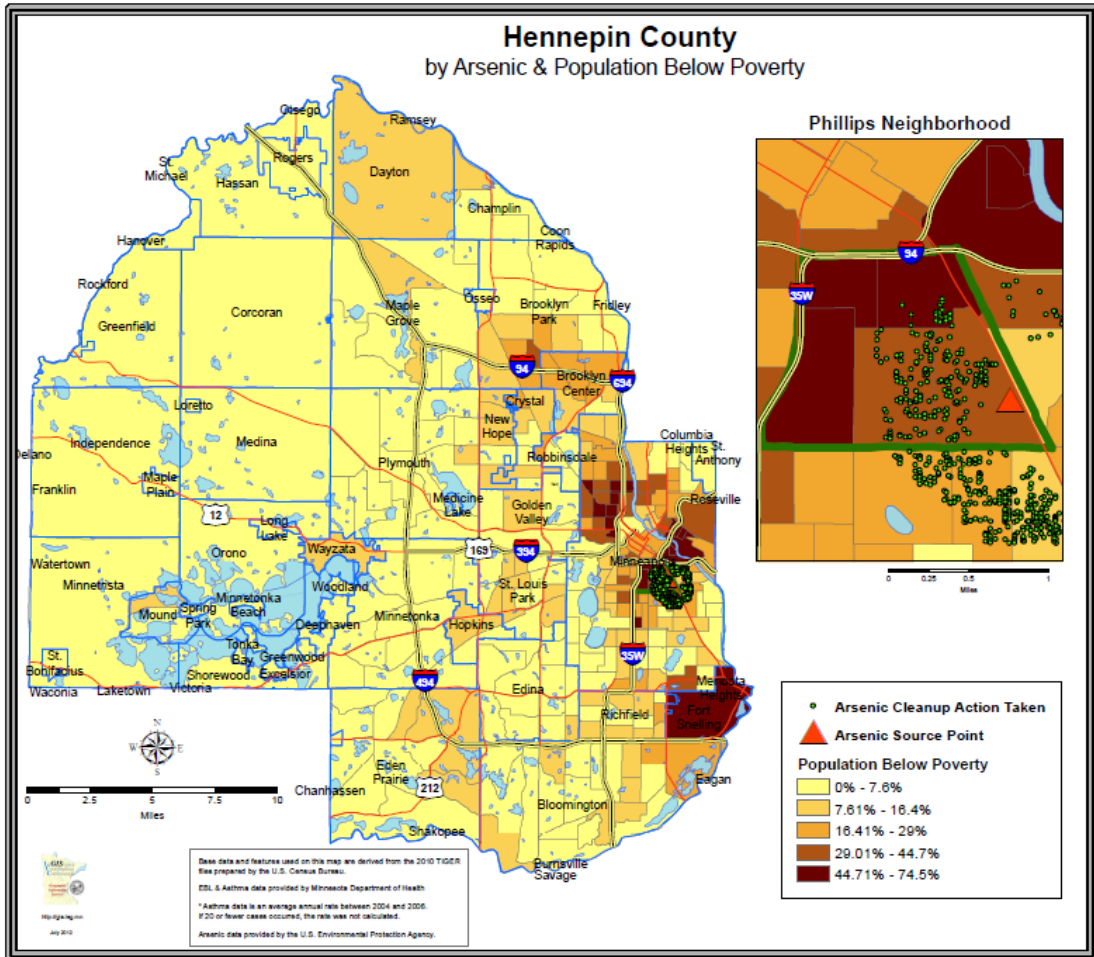 Hennepin County
by Arsenic & Population Below Poverty
Phillips Neighborhood
Otsego
Ramsey
Rogers
St.
Michael
Hassan
Dayton
Champlin
Coon
Rapids
Hanover
Rockford
Greenfield
Corcoran
Maple
Grove
Osseo
Brooklyn
Park
Fridley
94
694
Brooklyn
Center
Crystal
New
Hope
Robbinsdale
Loretto
Independence
Medina
Plymouth
Columbia
Heights
St.
Anthony
Delano
Franklin
Maple
Plain
Medicine
Lake
Golden
Valley
Roseville
12
Long
Lake
Wayzata
169
394
Orono
Watertown
Minnetrista
Woodland
St. Louis
Park
Minnetonka
Beach
Minnetonka
Mound
Spring
Park
Deephaven
Hopkins
Tonka
Bay
Greenwood
Excelsior
Shorewood
St.
Bonifacius
Waconia
Laketown
Victoria
494
35W
Edina
Richfield
Mendota
Heights
Fort
Snelling
Eden
Prairie
212
Chanhassen
Shakopee
Bloomington
Eagan
Burnsville
Savage
94
35W
0 0.25 0.5 1
Miles
N
W E
S
0 2.5 5 7.5 10
Miles
Arsenic Cleanup Action Taken
Arsenic Source Point
Population Below Poverty
0% - 7.6%
7.61% - 16.4%
16.41% - 29%
29.01% - 44.7%
44.71% - 74.5%
Base data and features used on this map are derived from the 2010 TIGER
files prepared by the U.S. Census Bureau.
EBL & Asthma data provided by Minnesota Department of Health
* Asthma data is an average annual rate between 2004 and 2006.
If 20 or fewer cases occurred, the rate was not calculated.
Arsenic data provided by the U.S. Environmental Protection Agency.
GIS